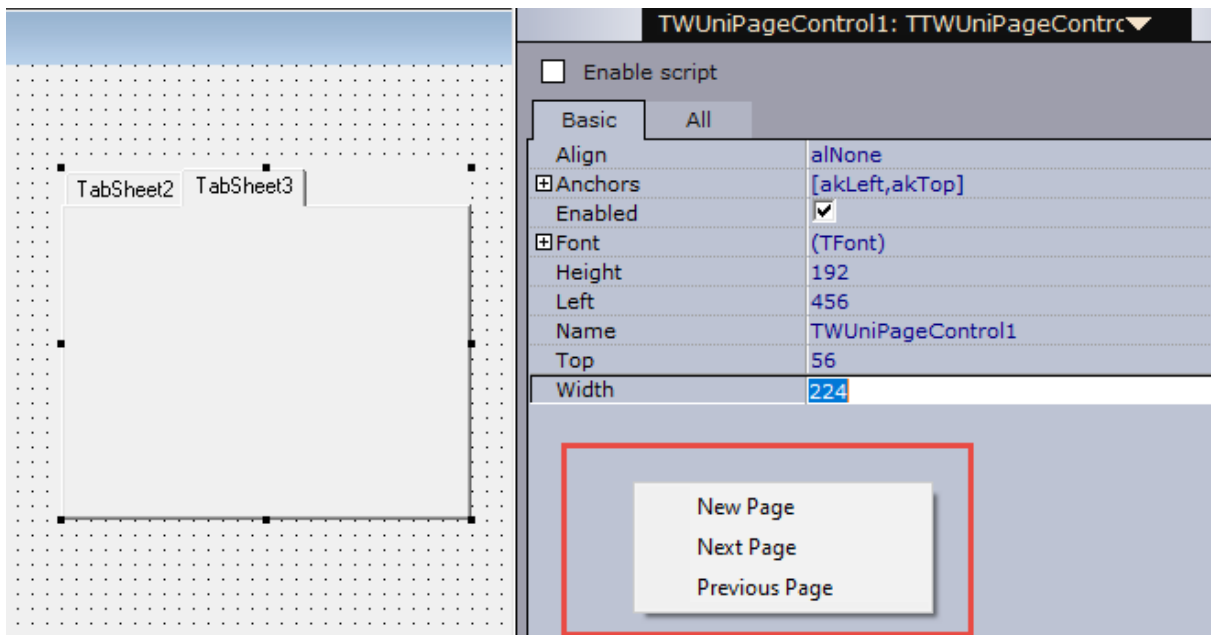 TWUniPageControl1: TTWUniPageContrc
Enable script
Basic All
TabSheet2 TabSheet3
Align alNone
Anchors [akLeft,akTop]
Enabled
Font (TFont)
Height 192
Left 456
Name TWUniPageControl1
Top 56
Width 224
New Page
Next Page
Previous Page